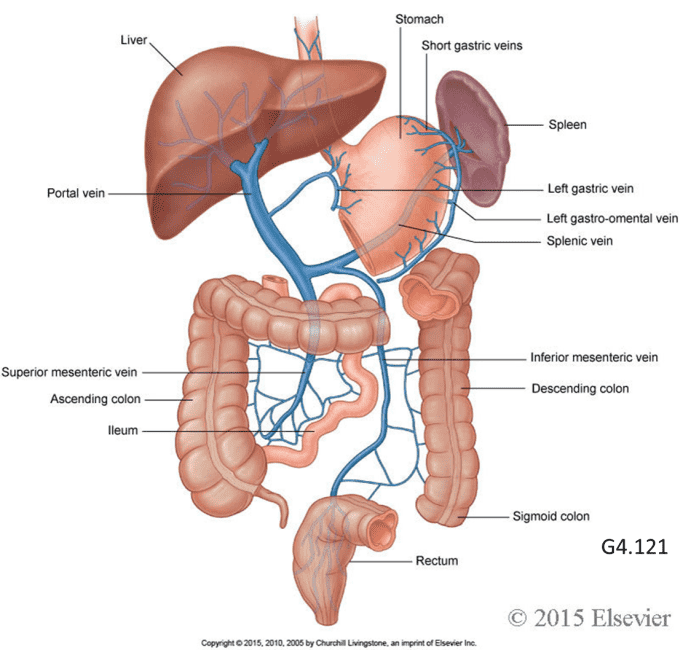 Stomach
Liver
Short gastric veins
Spleen
Portal vein
Left gastric vein
Left gastro-omental vein
Splenic vein
Superior mesenteric vein
Inferior mesenteric vein
Ascending colon
Descending colon
Ileum
Sigmoid colon
G4.121
Rectum
© 2015 Elsevier
Copyright © 2015, 2010, 2005 by Churchill Livingstone, an imprint of Elsevier Inc.